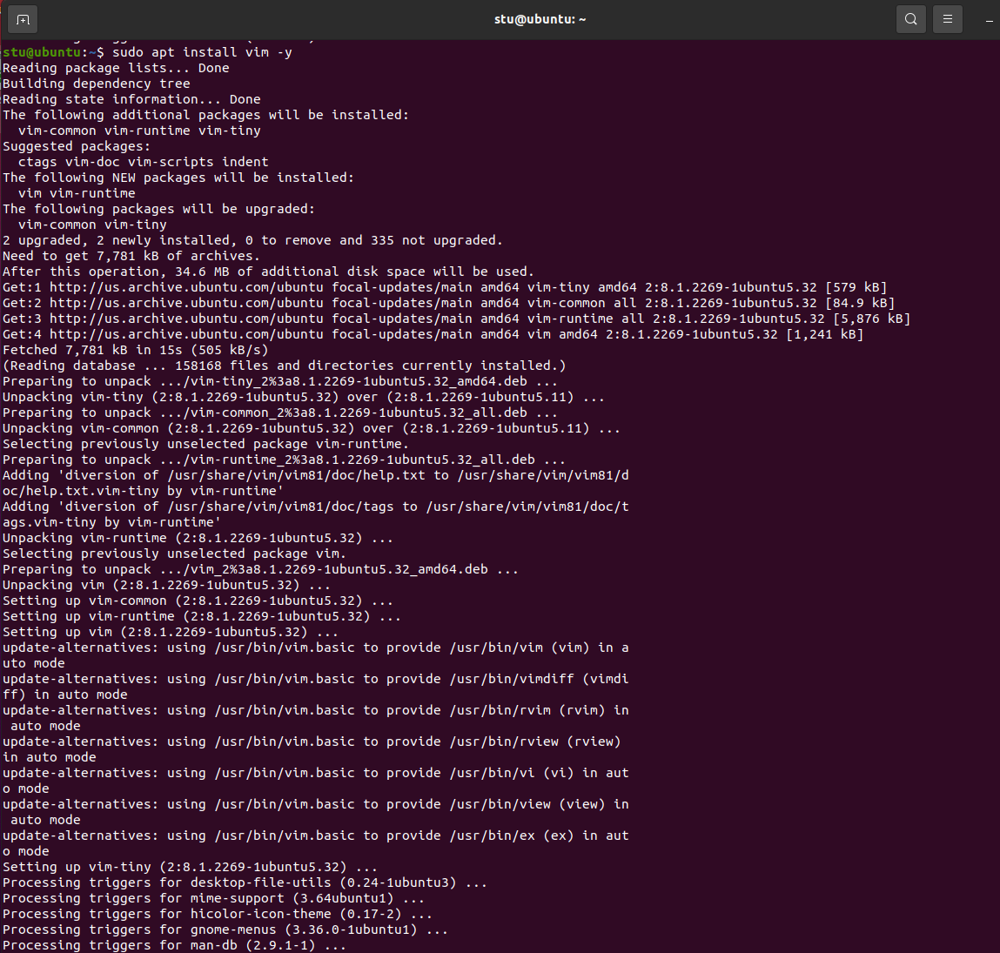 stu@ubuntu: ~
stu@ubuntu:~$ sudo apt install vim -y
Reading package lists... Done
Building dependency tree
Reading state information... Done
The following additional packages will be installed:
  vim-common vim-runtime vim-tiny
Suggested packages:
  ctags vim-doc vim-scripts indent
The following NEW packages will be installed:
  vim vim-runtime
The following packages will be upgraded:
  vim-common vim-tiny
2 upgraded, 2 newly installed, 0 to remove and 335 not upgraded.
Need to get 7,781 kB of archives.
After this operation, 34.6 MB of additional disk space will be used.
Get:1 http://us.archive.ubuntu.com/ubuntu focal-updates/main amd64 vim-tiny amd64 2:8.1.2269-1ubuntu5.32 [579 kB]
Get:2 http://us.archive.ubuntu.com/ubuntu focal-updates/main amd64 vim-common all 2:8.1.2269-1ubuntu5.32 [84.9 kB]
Get:3 http://us.archive.ubuntu.com/ubuntu focal-updates/main amd64 vim-runtime all 2:8.1.2269-1ubuntu5.32 [5,876 kB]
Get:4 http://us.archive.ubuntu.com/ubuntu focal-updates/main amd64 vim amd64 2:8.1.2269-1ubuntu5.32 [1,241 kB]
Fetched 7,781 kB in 15s (505 kB/s)
(Reading database ... 158168 files and directories currently installed.)
Preparing to unpack .../vim-tiny_2%3a8.1.2269-1ubuntu5.32_amd64.deb ...
Unpacking vim-tiny (2:8.1.2269-1ubuntu5.32) over (2:8.1.2269-1ubuntu5.11) ...
Preparing to unpack .../vim-common_2%3a8.1.2269-1ubuntu5.32_all.deb ...
Unpacking vim-common (2:8.1.2269-1ubuntu5.32) over (2:8.1.2269-1ubuntu5.11) ...
Selecting previously unselected package vim-runtime.
Preparing to unpack .../vim-runtime_2%3a8.1.2269-1ubuntu5.32_all.deb ...
Adding 'diversion of /usr/share/vim/vim81/doc/help.txt to /usr/share/vim/vim81/d
oc/help.txt.vim-tiny by vim-runtime'
Adding 'diversion of /usr/share/vim/vim81/doc/tags to /usr/share/vim/vim81/doc/t
ags.vim-tiny by vim-runtime'
Unpacking vim-runtime (2:8.1.2269-1ubuntu5.32) ...
Selecting previously unselected package vim.
Preparing to unpack .../vim_2%3a8.1.2269-1ubuntu5.32_amd64.deb ...
Unpacking vim (2:8.1.2269-1ubuntu5.32) ...
Setting up vim-common (2:8.1.2269-1ubuntu5.32) ...
Setting up vim-runtime (2:8.1.2269-1ubuntu5.32) ...
Setting up vim (2:8.1.2269-1ubuntu5.32) ...
update-alternatives: using /usr/bin/vim.basic to provide /usr/bin/vim (vim) in a
uto mode
update-alternatives: using /usr/bin/vim.basic to provide /usr/bin/vimdiff (vimdi
ff) in auto mode
update-alternatives: using /usr/bin/vim.basic to provide /usr/bin/rvim (rvim) in
 auto mode
update-alternatives: using /usr/bin/vim.basic to provide /usr/bin/rview (rview)
in auto mode
update-alternatives: using /usr/bin/vim.basic to provide /usr/bin/vi (vi) in aut
o mode
update-alternatives: using /usr/bin/vim.basic to provide /usr/bin/view (view) in
 auto mode
update-alternatives: using /usr/bin/vim.basic to provide /usr/bin/ex (ex) in aut
o mode
Setting up vim-tiny (2:8.1.2269-1ubuntu5.32) ...
Processing triggers for desktop-file-utils (0.24-1ubuntu3) ...
Processing triggers for mime-support (3.64ubuntu1) ...
Processing triggers for hicolor-icon-theme (0.17-2) ...
Processing triggers for gnome-menus (3.36.0-1ubuntu1) ...
Processing triggers for man-db (2.9.1-1) ...